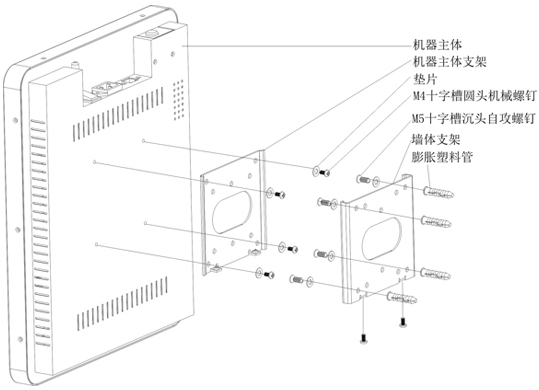 机器主体
机器主体支架
垫片
M4十字槽圆头机械螺钉
M5十字槽沉头自攻螺钉
墙体支架
膨胀塑料管